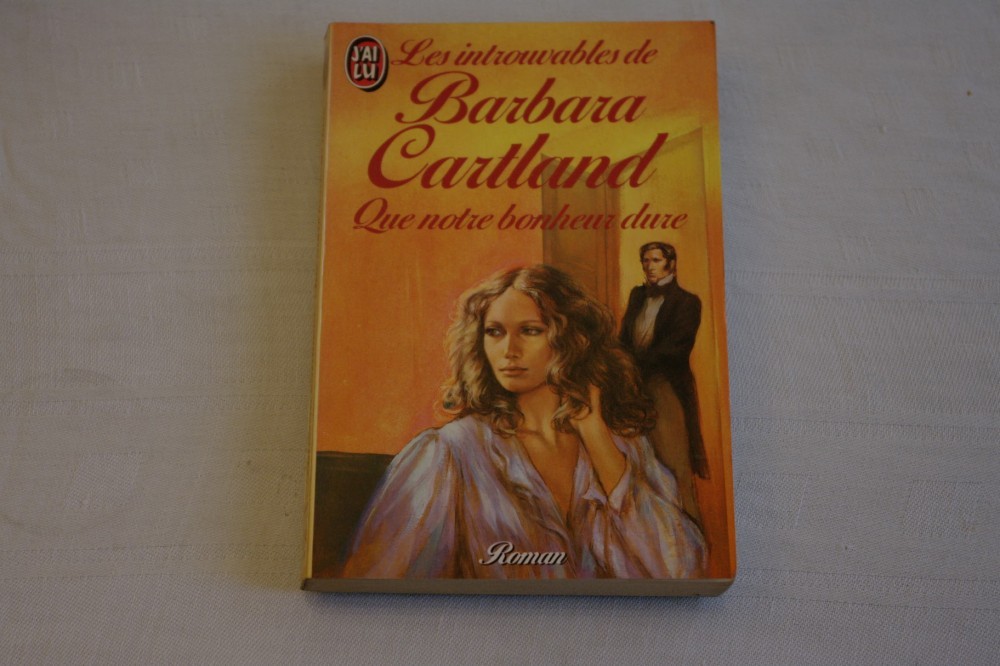 J'AI
LU
Les introuvables de
Barbara
Cartland
Que notre bonheur dure
Roman